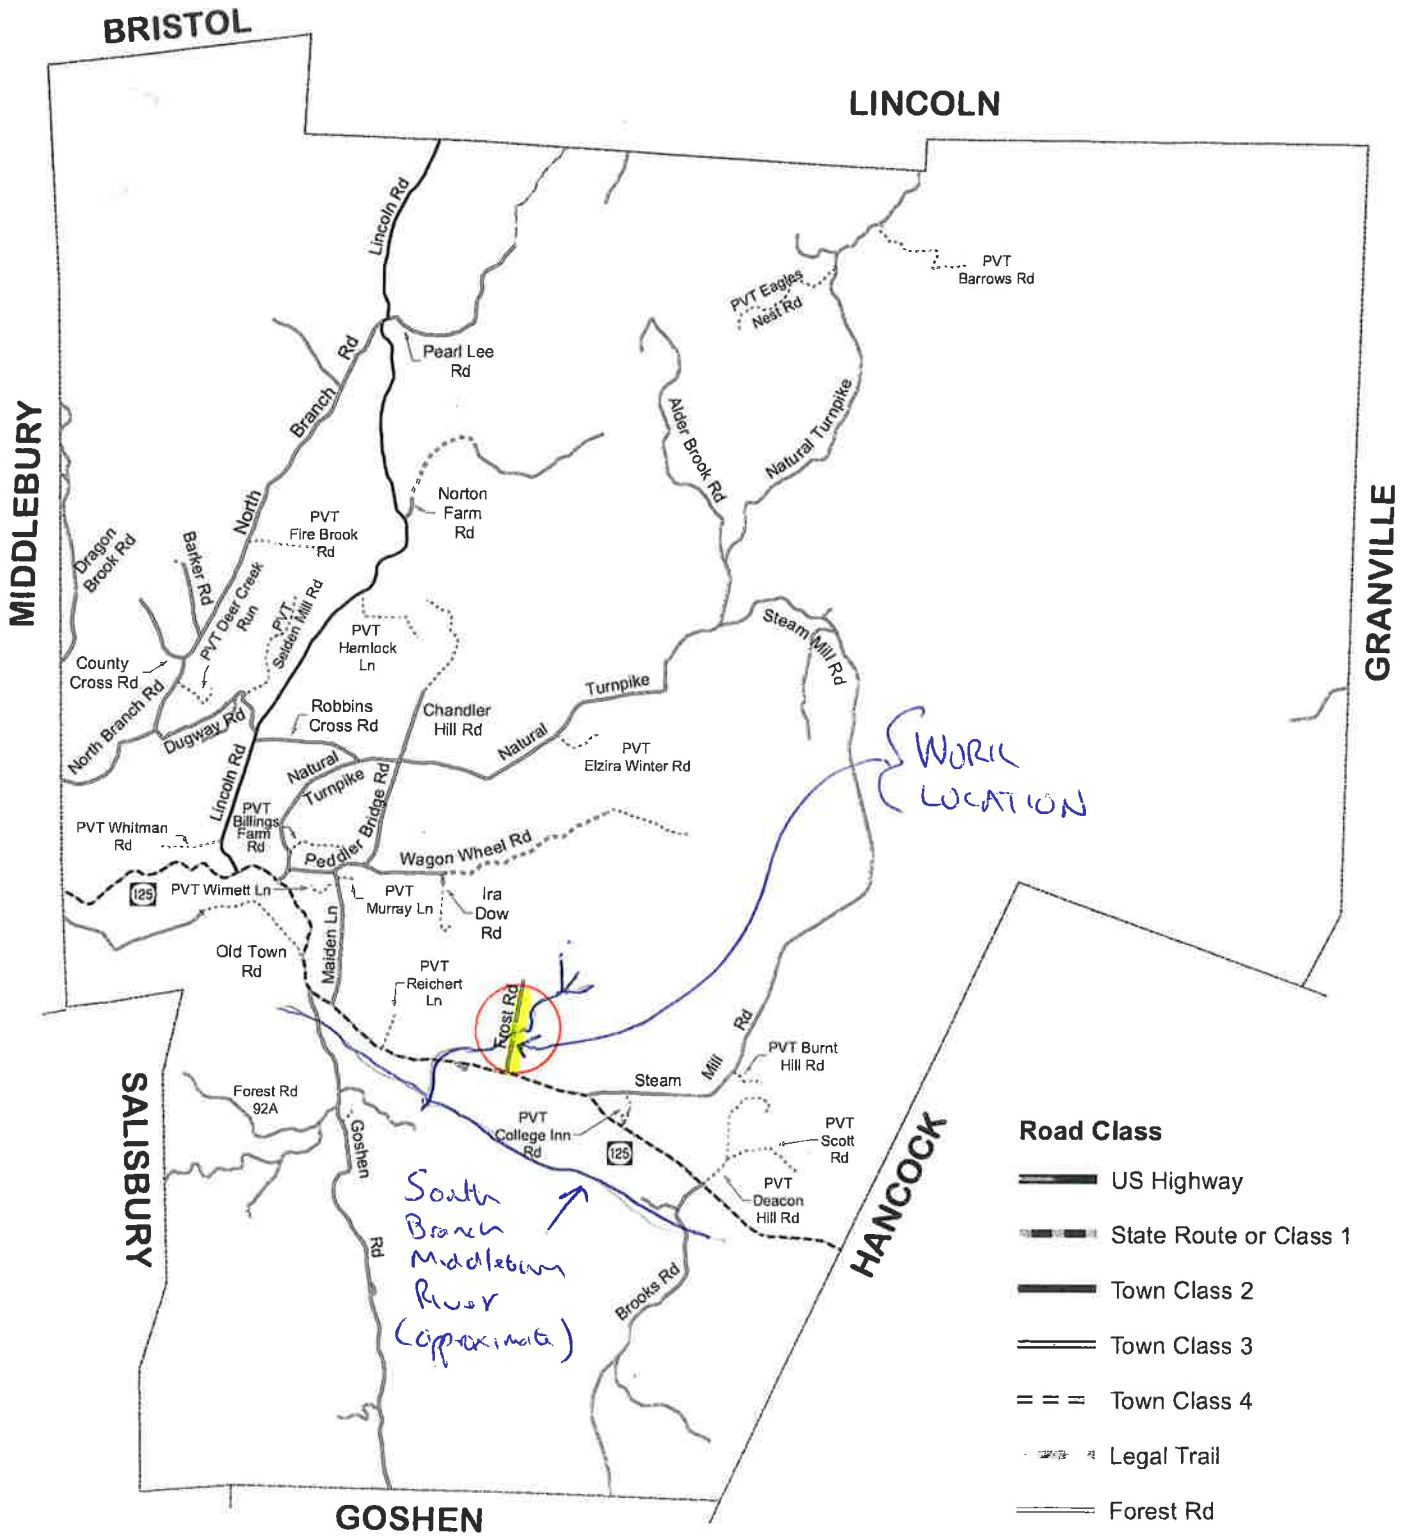 BRISTOL
LINCOLN
MIDDLEBURY
GRANVILLE
SALISBURY
HANCOCK
GOSHEN
Lincoln Rd
Pearl Lee
Rd
North
Branch
Rd
PVT
Barrows Rd
PVT Eagles
Nest Rd
Alder Brook Rd
Natural Turnpike
Norton
Farm
Rd
PVT
Fire Brook
Rd
Dragon
Brook Rd
Barker Rd
PVT Deer Creek
Run
PVT
Selden Mill Rd
PVT
Hemlock
Ln
County
Cross Rd
North Branch Rd
Dugway Rd
Robbins
Cross Rd
Chandler
Hill Rd
Steam Mill Rd
Turnpike
Natural
PVT
Elzira Winter Rd
Natural
Turnpike
Lincoln Rd
PVT
Billings
Farm
Rd
Peddler Bridge Rd
PVT Whitman
Rd
Wagon Wheel Rd
125
PVT Wimett Ln
PVT
Murray Ln
Ira
Dow
Rd
Old Town
Rd
Maiden Ln
PVT
Reichert
Ln
Frost Rd
WORK
LOCATION
Steam
Mill
Rd
PVT Burnt
Hill Rd
Forest Rd
92A
Goshen
Rd
PVT
College Inn
Rd
125
PVT
Scott
Rd
PVT
Deacon
Hill Rd
Brooks Rd
South
Branch
Middlebury
River
(approximate)
Road Class
US Highway
State Route or Class 1
Town Class 2
Town Class 3
Town Class 4
Legal Trail
Forest Rd